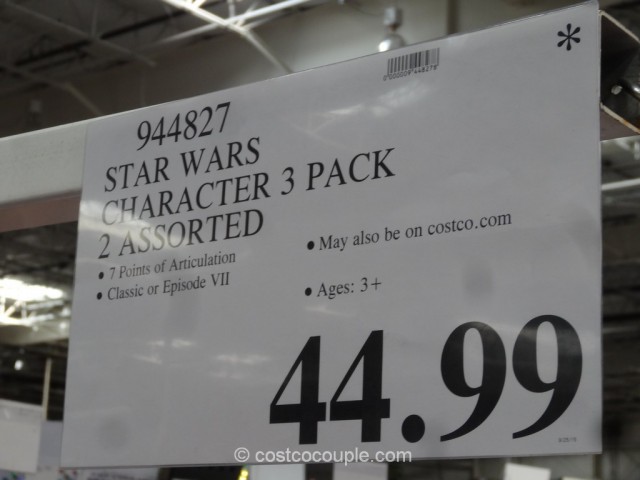 *
944827
STAR WARS
CHARACTER 3 PACK
2 ASSORTED
• 7 Points of Articulation
• Classic or Episode VII
• May also be on costco.com
• Ages: 3+
44.99
© costcocouple.com